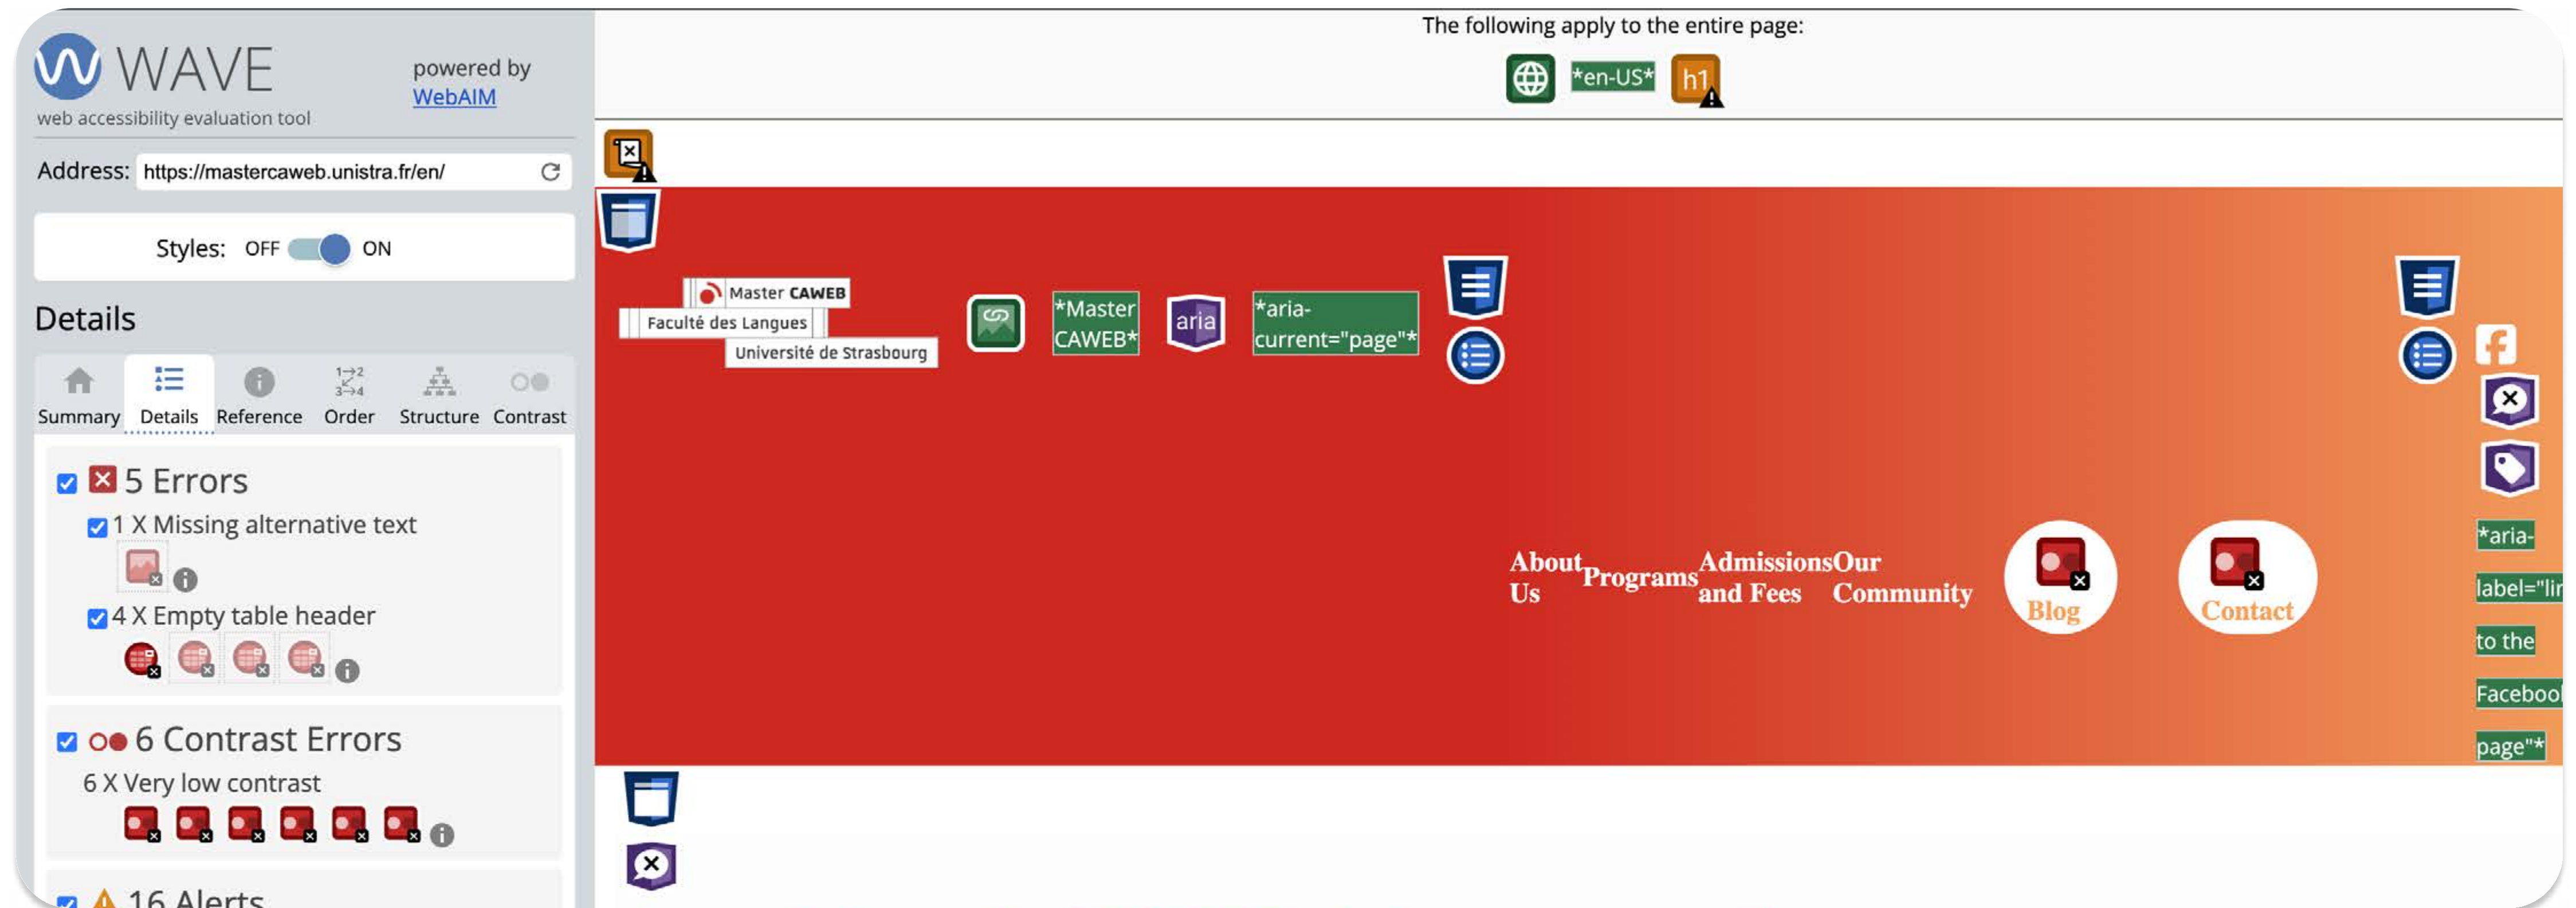 WAVE
powered by
WebAIM
web accessibility evaluation tool
Address: https://mastercaweb.unistra.fr/en/
Styles: OFF ON
Details
Summary Details Reference Order Structure Contrast
5 Errors
1 X Missing alternative text
4 X Empty table header
6 Contrast Errors
6 X Very low contrast
16 Alerts
The following apply to the entire page:
*en-US* h1
Master CAWEB
Faculté des Langues
Université de Strasbourg
*Master
CAWEB*
aria
*aria-
current="page"*
About
Us
Programs
Admissions
and Fees
Our
Community
Blog
Contact
*aria-
label="lin
to the
Faceboo
page"*